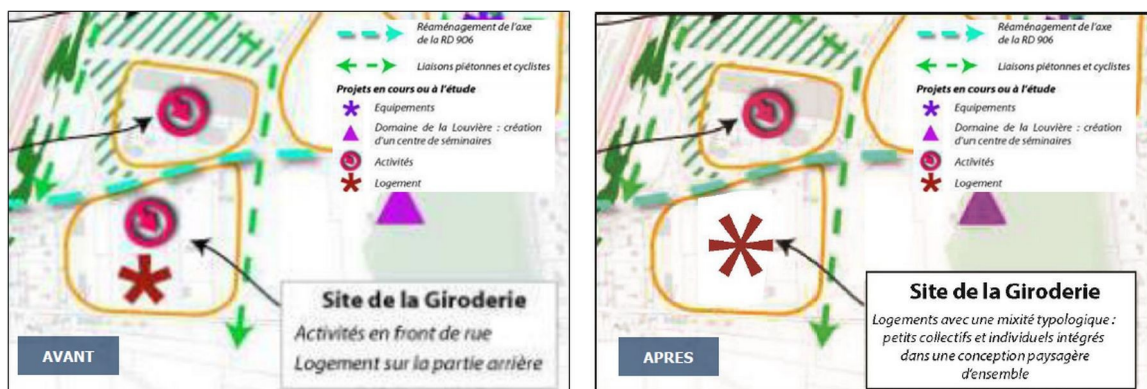 Réaménagement de l'axe
de la RD 906
Liaisons piétonnes et cyclistes
Projets en cours ou à l'étude
Equipements
Domaine de la Louvière : création
d'un centre de séminaires
Activités
Logement
Site de la Giroderie
Activités en front de rue
Logement sur la partie arrière
AVANT
Réaménagement de l'axe
de la RD 906
Liaisons piétonnes et cyclistes
Projets en cours ou à l'étude
Equipements
Domaine de la Louvière : création
d'un centre de séminaires
Activités
Logement
Site de la Giroderie
Logements avec une mixité typologique :
petits collectifs et individuels intégrés
dans une conception paysagère
d'ensemble
APRES